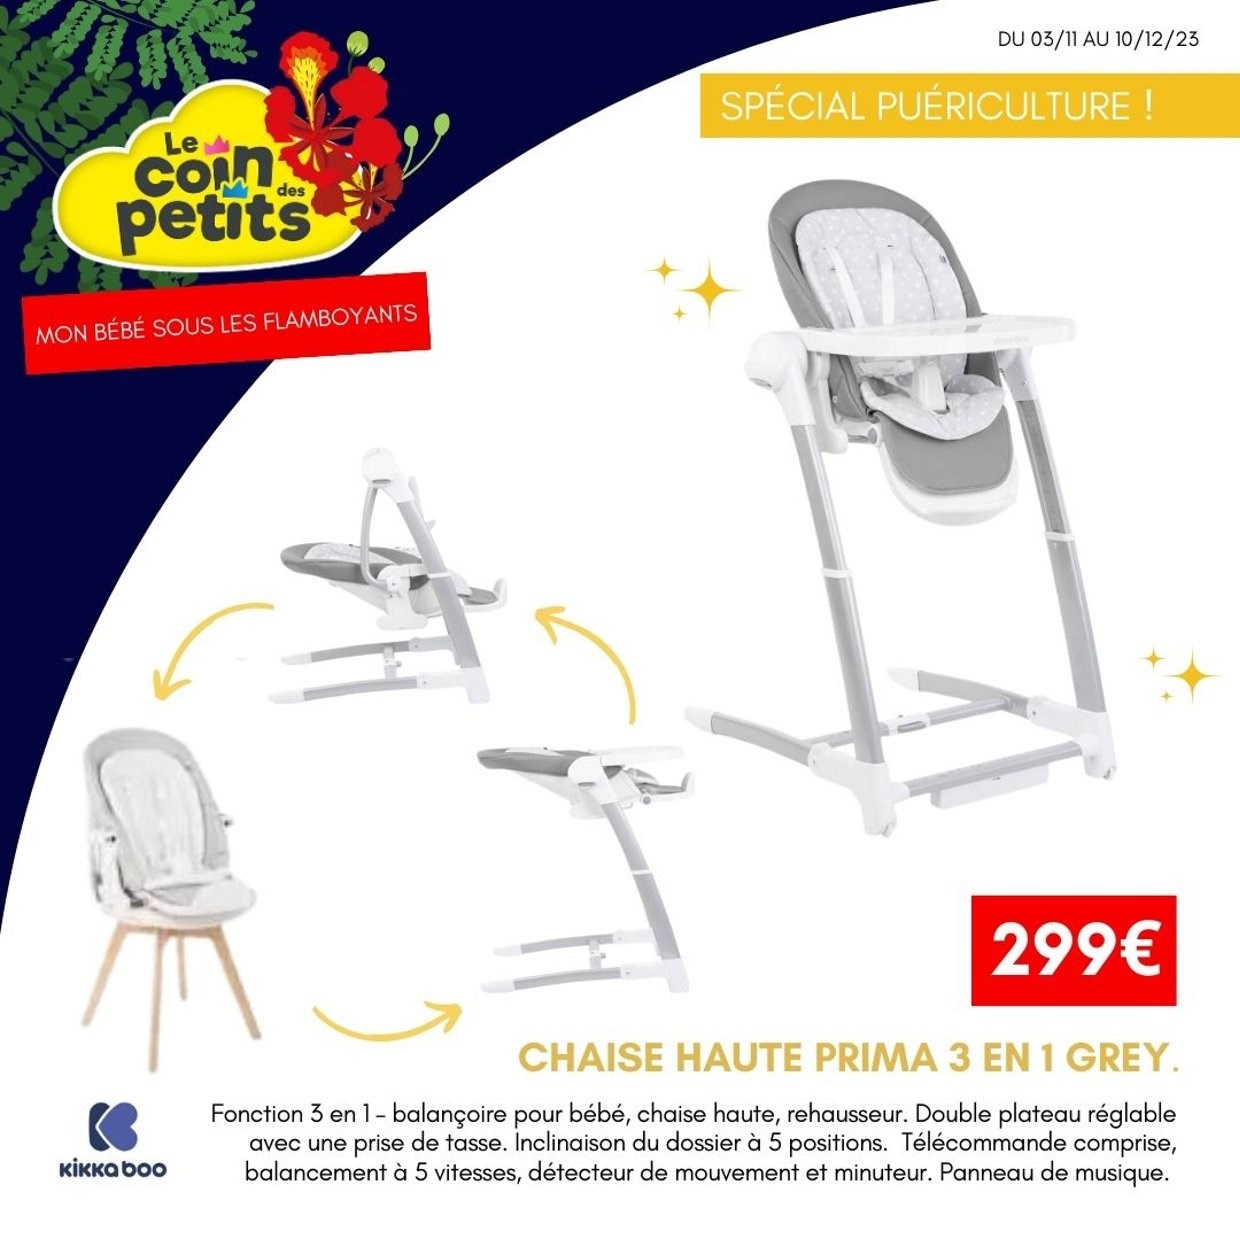 DU 03/11 AU 10/12/23
SPÉCIAL PUÉRICULTURE !
Le
coin
des
petits
MON BÉBÉ SOUS LES FLAMBOYANTS
299€
CHAISE HAUTE PRIMA 3 EN 1 GREY.
Fonction 3 en 1 – balançoire pour bébé, chaise haute, rehausseur. Double plateau réglable
avec une prise de tasse. Inclinaison du dossier à 5 positions. Télécommande comprise,
balancement à 5 vitesses, détecteur de mouvement et minuteur. Panneau de musique.
KIKKA BOO